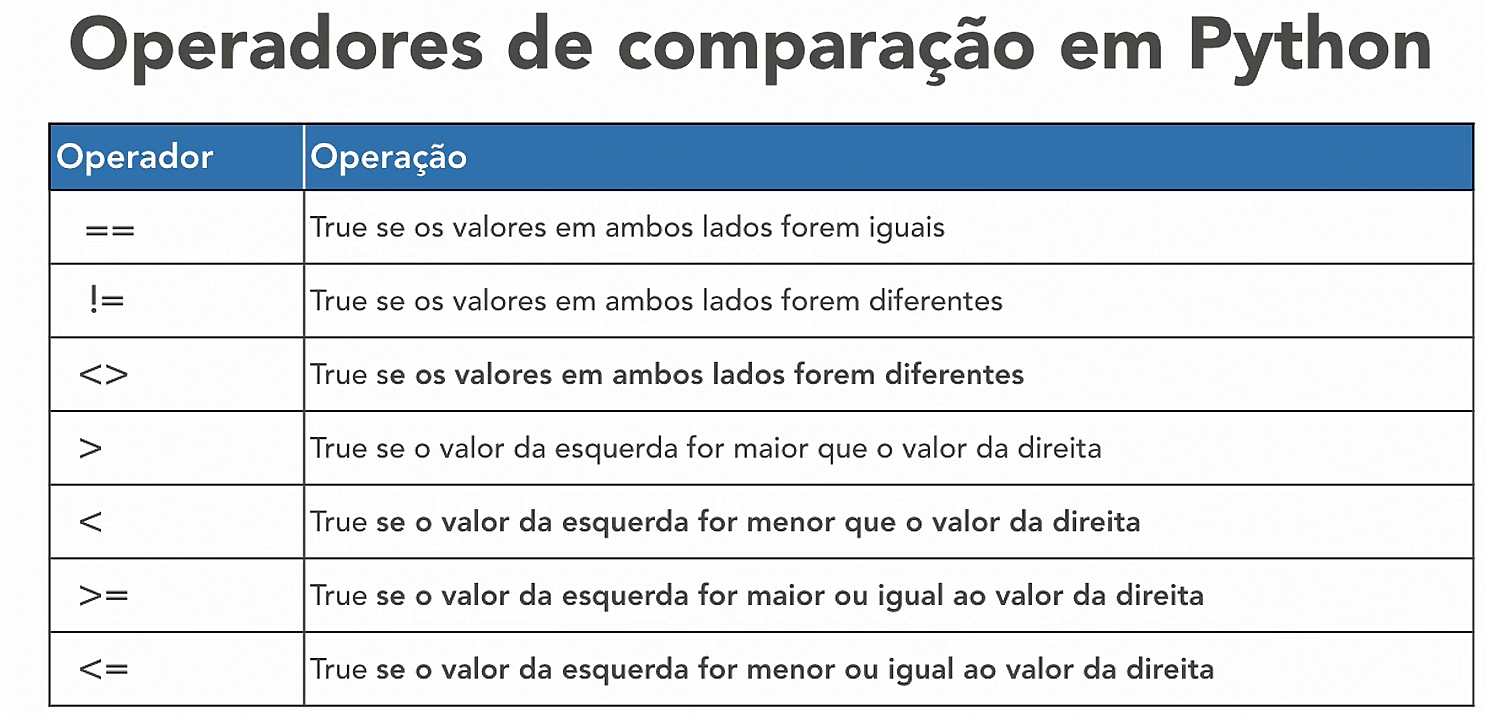 Operadores de comparação em Python
Operador Operação
== True se os valores em ambos lados forem iguais
!= True se os valores em ambos lados forem diferentes
<> True se os valores em ambos lados forem diferentes
> True se o valor da esquerda for maior que o valor da direita
< True se o valor da esquerda for menor que o valor da direita
>= True se o valor da esquerda for maior ou igual ao valor da direita
<= True se o valor da esquerda for menor ou igual ao valor da direita